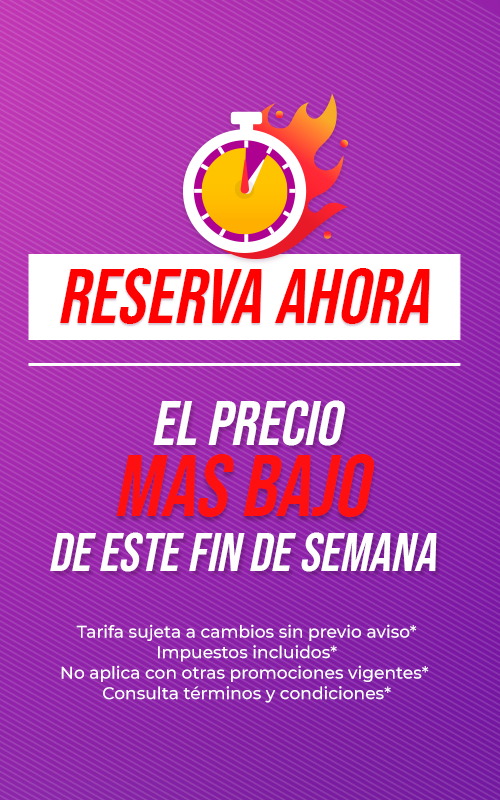 RESERVA AHORA
EL PRECIO
MAS BAJO
DE ESTE FIN DE SEMANA
Tarifa sujeta a cambios sin previo aviso*
Impuestos incluidos*
No aplica con otras promociones vigentes*
Consulta términos y condiciones*